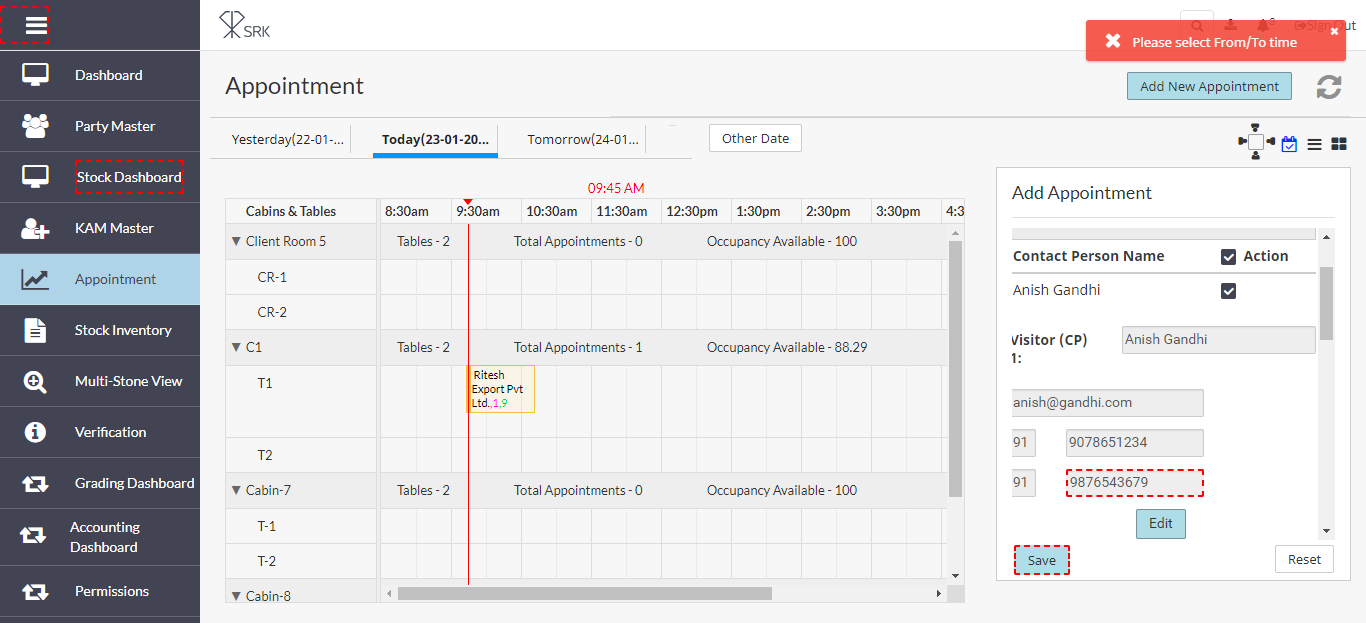 SRK
Sign Out
Please select From/To time
Dashboard
Party Master
Stock Dashboard
KAM Master
Appointment
Stock Inventory
Multi-Stone View
Verification
Grading Dashboard
Accounting
Dashboard
Permissions
Appointment
Add New Appointment
Yesterday(22-01-...
Today(23-01-20...
Tomorrow(24-01...
Other Date
09:45 AM
Cabins & Tables 8:30am 9:30am 10:30am 11:30am 12:30pm 1:30pm 2:30pm 3:30pm 4:3
Client Room 5 Tables - 2 Total Appointments - 0 Occupancy Available - 100
CR-1
CR-2
C1 Tables - 2 Total Appointments - 1 Occupancy Available - 88.29
T1
Ritesh
Export Pvt
Ltd.,1,9
T2
Cabin-7 Tables - 2 Total Appointments - 0 Occupancy Available - 100
T-1
T-2
Cabin-8
Add Appointment
Contact Person Name Action
Anish Gandhi
Visitor (CP) Anish Gandhi
1:
anish@gandhi.com
91 9078651234
91 9876543679
Edit
Save Reset